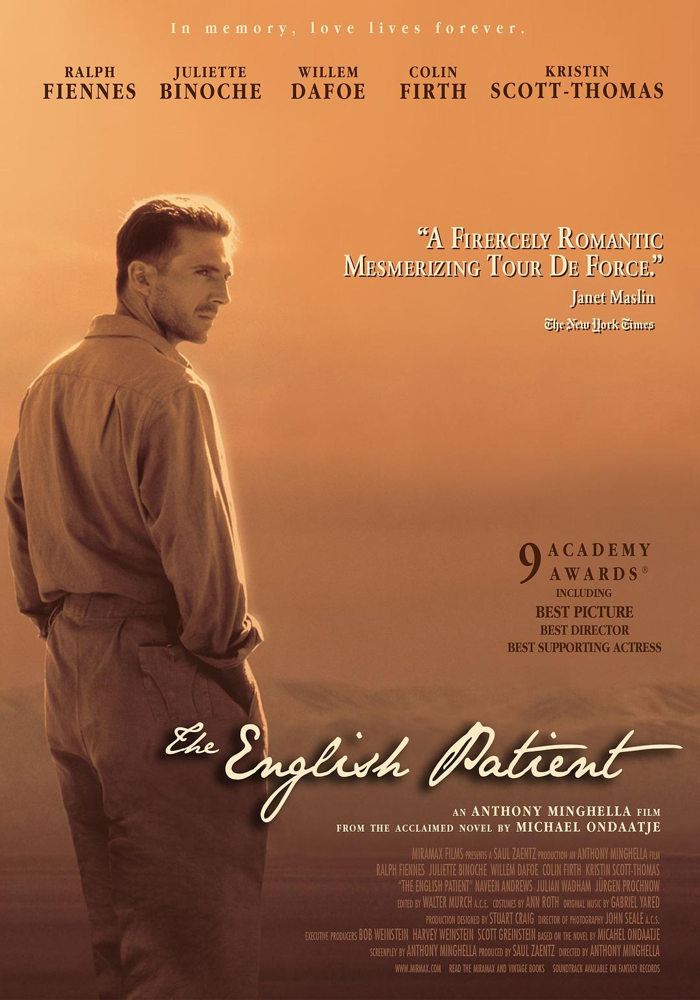 In memory, love lives forever.
RALPH FIENNES JULIETTE BINOCHE WILLEM DAFOE COLIN FIRTH KRISTIN SCOTT-THOMAS
“A FIRERCELY ROMANTIC
MESMERIZING TOUR DE FORCE.”
Janet Maslin
The New York Times
9 ACADEMY
AWARDS®
INCLUDING
BEST PICTURE
BEST DIRECTOR
BEST SUPPORTING ACTRESS
The English Patient
AN ANTHONY MINGHELLA FILM
FROM THE ACCLAIMED NOVEL BY MICHAEL ONDAATJE
MIRAMAX FILMS PRESENTS A SAUL ZAENTZ PRODUCTION AN ANTHONY MINGHELLA FILM
RALPH FIENNES JULIETTE BINOCHE WILLEM DAFOE COLIN FIRTH KRISTIN SCOTT-THOMAS
“THE ENGLISH PATIENT” NAVEEN ANDREWS JULIAN WADHAM JÜRGEN PROCHNOW
EDITED BY WALTER MURCH A.C.E. COSTUMES BY ANN ROTH ORIGINAL MUSIC BY GABRIEL YARED
PRODUCTION DESIGNED BY STUART CRAIG DIRECTOR OF PHOTOGRAPHY JOHN SEALE A.C.S.
EXECUTIVE PRODUCERS BOB WEINSTEIN HARVEY WEINSTEIN SCOTT GREINSTEIN BASED ON THE NOVEL BY MICAHEL ONDAATJE
SCREENPLEY BY ANTHONY MINGHELLA PRODUCED BY SAUL ZAENTZ DIRECTED BY ANTHONY MINGHELLA
WWW.MIRMAX.COM READ THE MIRAMAX AND VINTAGE BOOKS SOUNDTRACK AVAILABLE ON FANTASY RECORDS